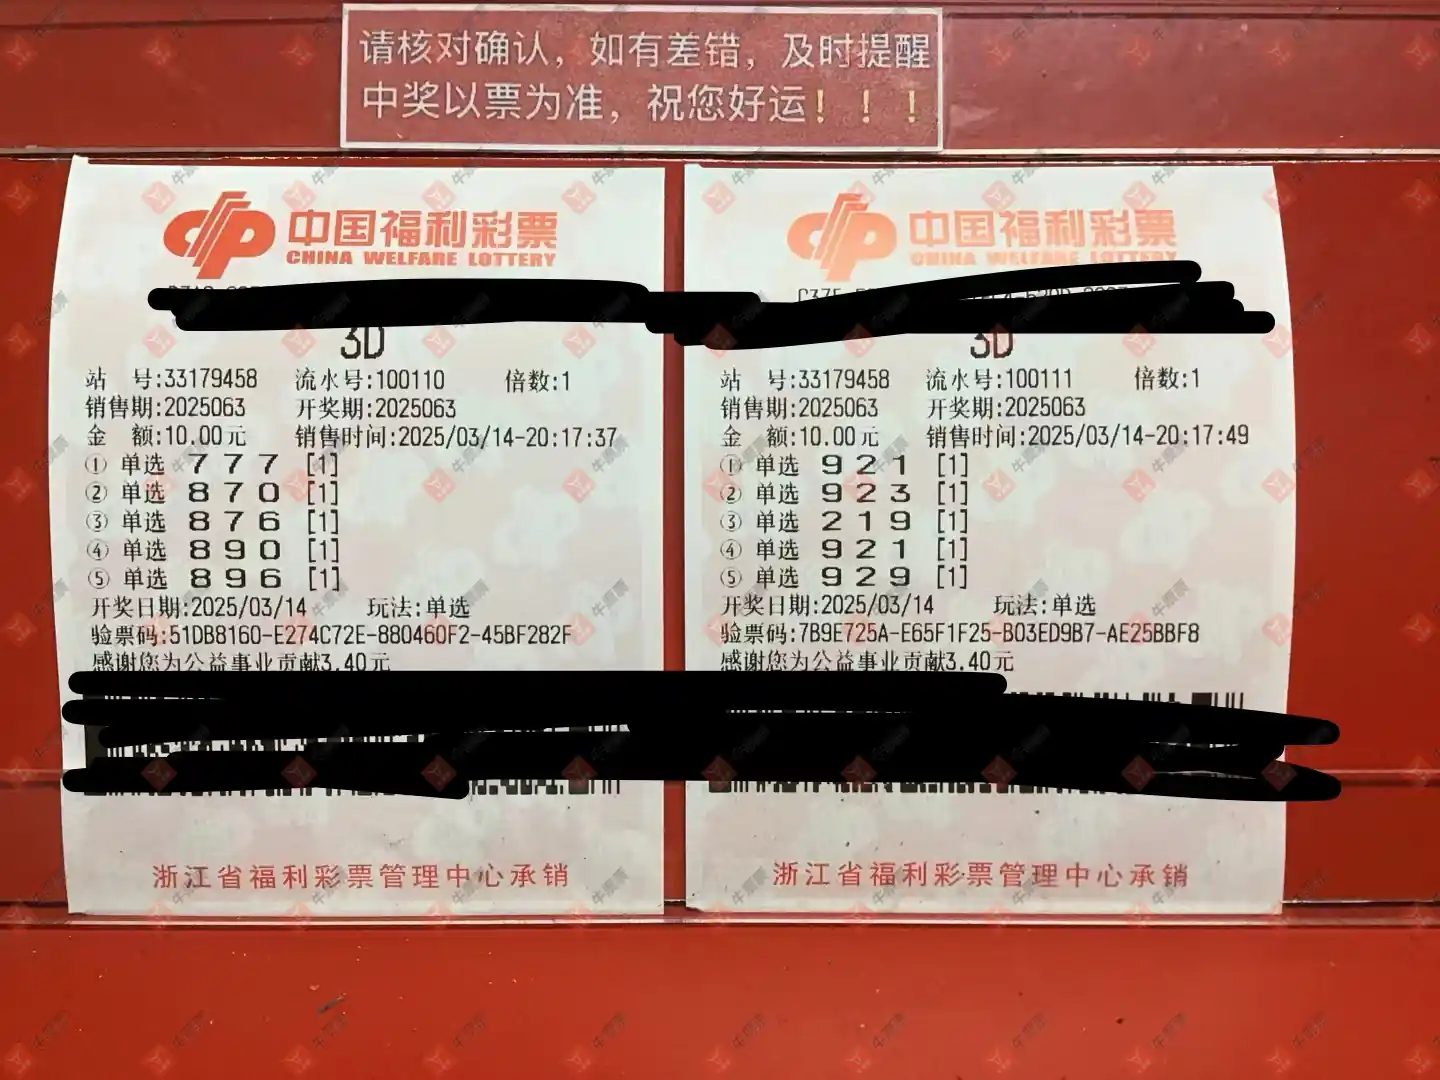 请核对确认，如有差错，及时提醒
中奖以票为准，祝您好运！！！
中国福利彩票
CHINA WELFARE LOTTERY
3D
站 号:33179458 流水号:100110 倍数:1
销售期:2025063 开奖期:2025063
金 额:10.00元 销售时间:2025/03/14-20:17:37
① 单选 7 7 7 [1]
② 单选 8 7 0 [1]
③ 单选 8 7 6 [1]
④ 单选 8 9 0 [1]
⑤ 单选 8 9 6 [1]
开奖日期:2025/03/14 玩法:单选
验票码:51DB8160-E274C72E-880460F2-45BF282F
感谢您为公益事业贡献3.40元
浙江省福利彩票管理中心承销
中国福利彩票
CHINA WELFARE LOTTERY
3D
站 号:33179458 流水号:100111 倍数:1
销售期:2025063 开奖期:2025063
金 额:10.00元 销售时间:2025/03/14-20:17:49
① 单选 9 2 1 [1]
② 单选 9 2 3 [1]
③ 单选 2 1 9 [1]
④ 单选 9 2 1 [1]
⑤ 单选 9 2 9 [1]
开奖日期:2025/03/14 玩法:单选
验票码:7B9E725A-E65F1F25-B03ED9B7-AE25BBF8
感谢您为公益事业贡献3.40元
浙江省福利彩票管理中心承销